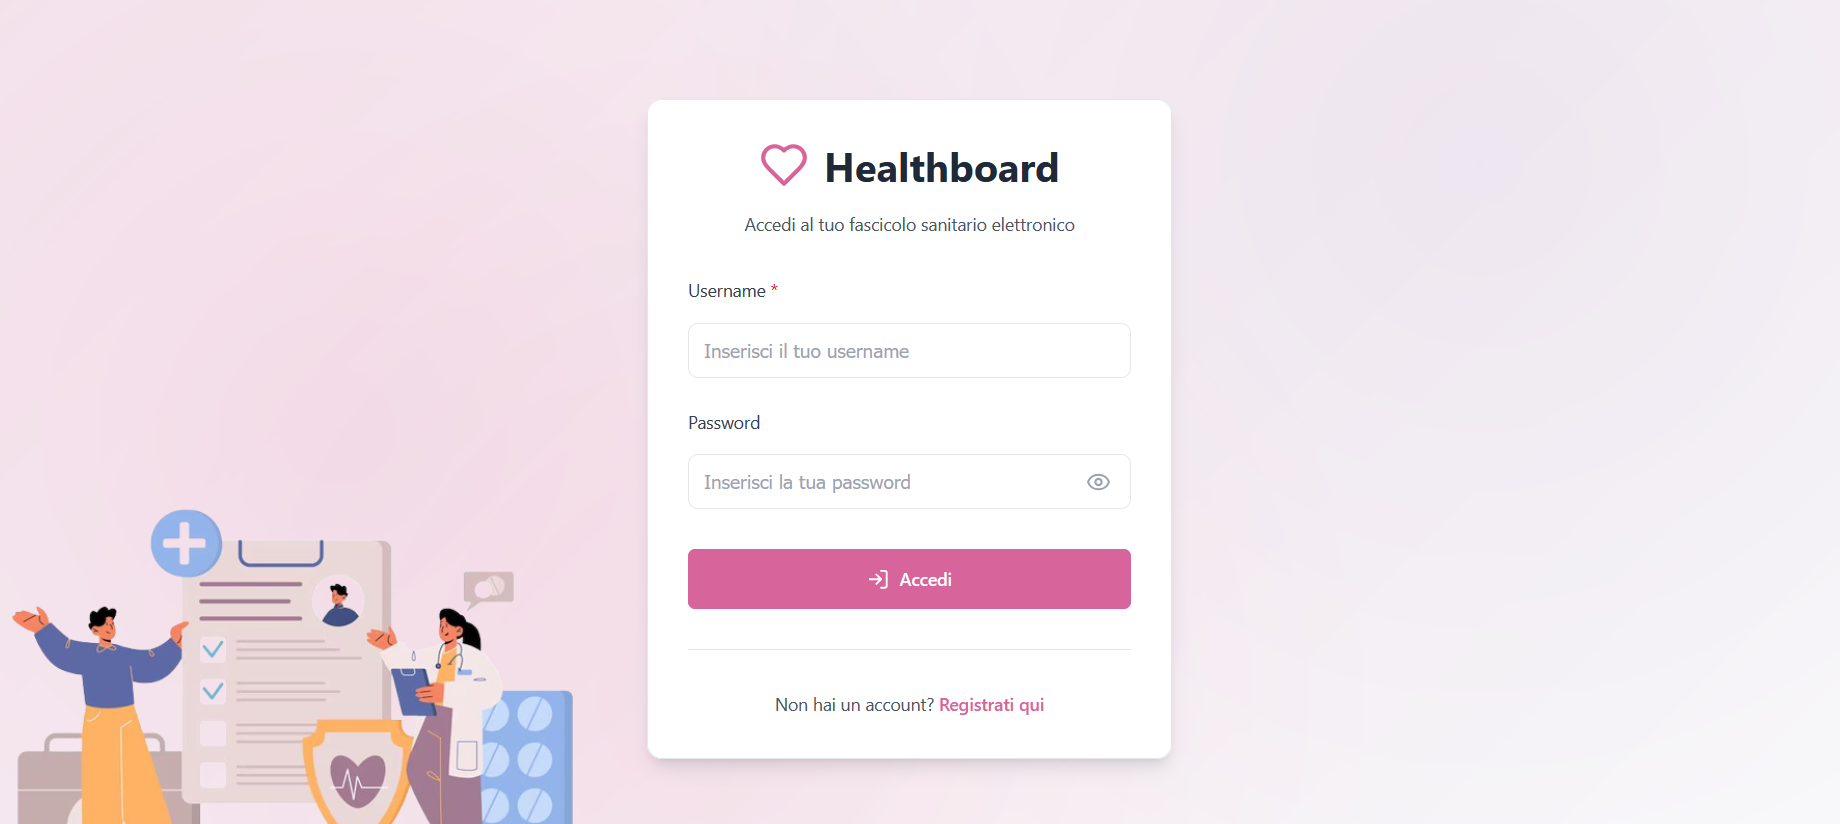 Healthboard
Accedi al tuo fascicolo sanitario elettronico
Username *
Inserisci il tuo username
Password
Inserisci la tua password
Accedi
Non hai un account? Registrati qui